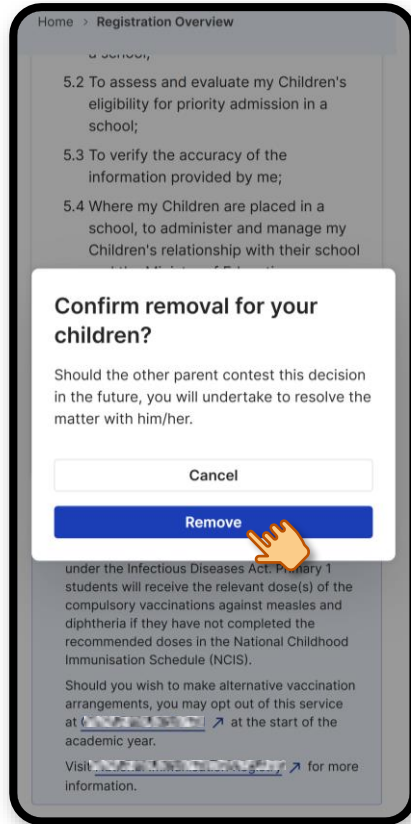 Home > Registration Overview
5.2 To assess and evaluate my Children's
eligibility for priority admission in a
school;
5.3 To verify the accuracy of the
information provided by me;
5.4 Where my Children are placed in a
school, to administer and manage my
Children's relationship with their school
Confirm removal for your
children?
Should the other parent contest this decision
in the future, you will undertake to resolve the
matter with him/her.
Cancel
Remove
under the Infectious Diseases Act. Primary 1
students will receive the relevant dose(s) of the
compulsory vaccinations against measles and
diphtheria if they have not completed the
recommended doses in the National Childhood
Immunisation Schedule (NCIS).
Should you wish to make alternative vaccination
arrangements, you may opt out of this service
at ↗ at the start of the
academic year.
Visit ↗ for more
information.